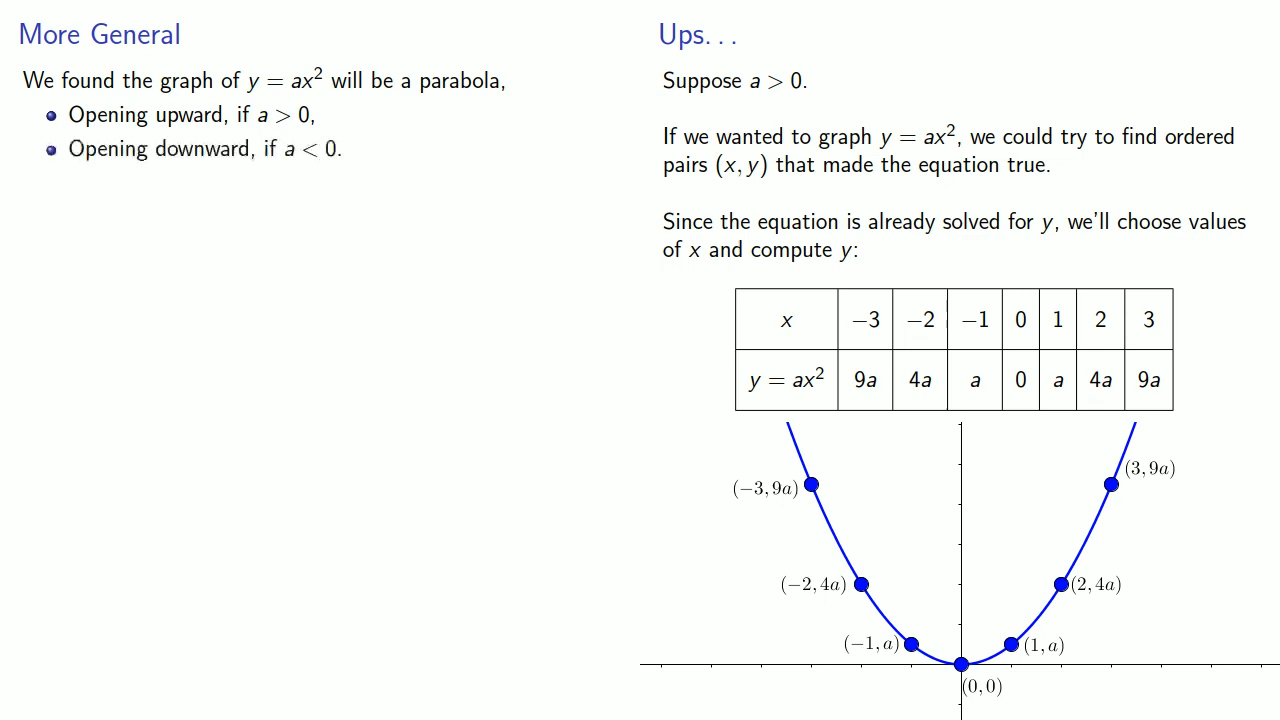 More General
We found the graph of y = ax² will be a parabola,
Opening upward, if a > 0,
Opening downward, if a < 0.
Ups. . .
Suppose a > 0.
If we wanted to graph y = ax², we could try to find ordered
pairs (x, y) that made the equation true.
Since the equation is already solved for y, we'll choose values
of x and compute y:
x −3 −2 −1 0 1 2 3
y = ax² 9a 4a a 0 a 4a 9a
(−3, 9a) (3, 9a)
(−2, 4a) (2, 4a)
(−1, a) (1, a)
(0, 0)